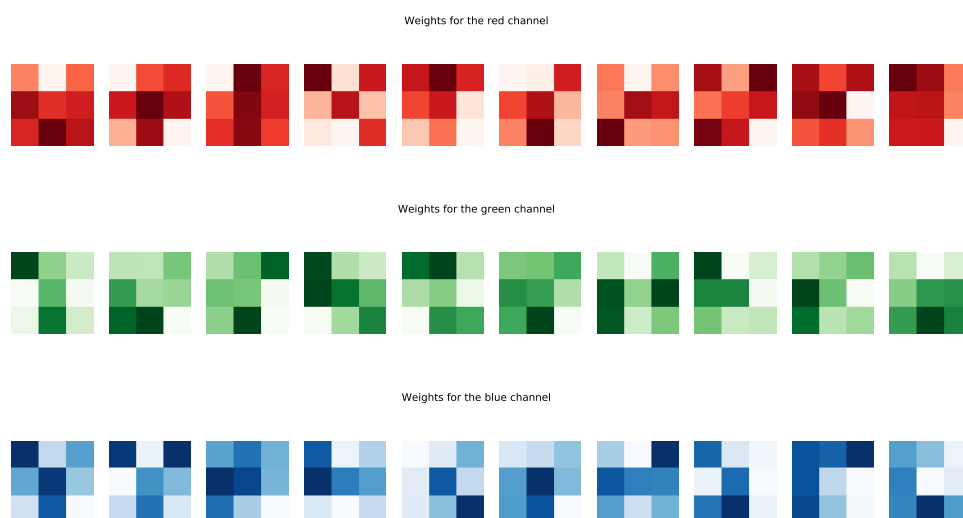 Weights for the red channel
Weights for the green channel
Weights for the blue channel